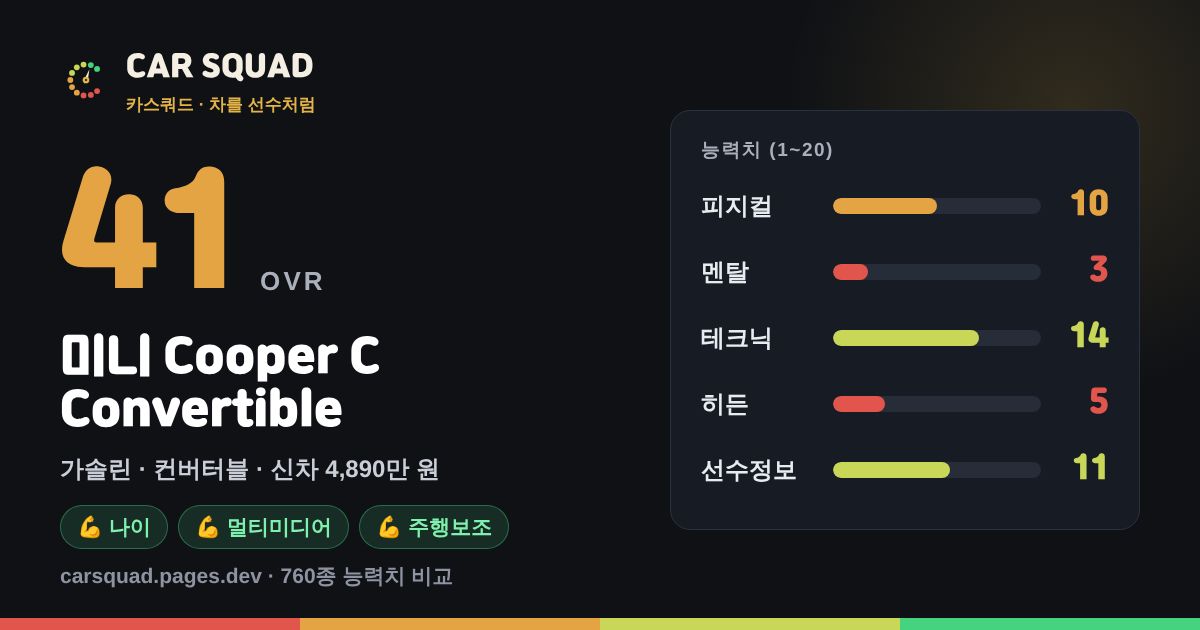 CAR SQUAD
카스쿼드 · 차를 선수처럼
41 OVR
미니 Cooper C
Convertible
가솔린 · 컨버터블 · 신차 4,890만 원
💪 나이 💪 멀티미디어 💪 주행보조
carsquad.pages.dev · 760종 능력치 비교
능력치 (1~20)
피지컬 10
멘탈 3
테크닉 14
히든 5
선수정보 11